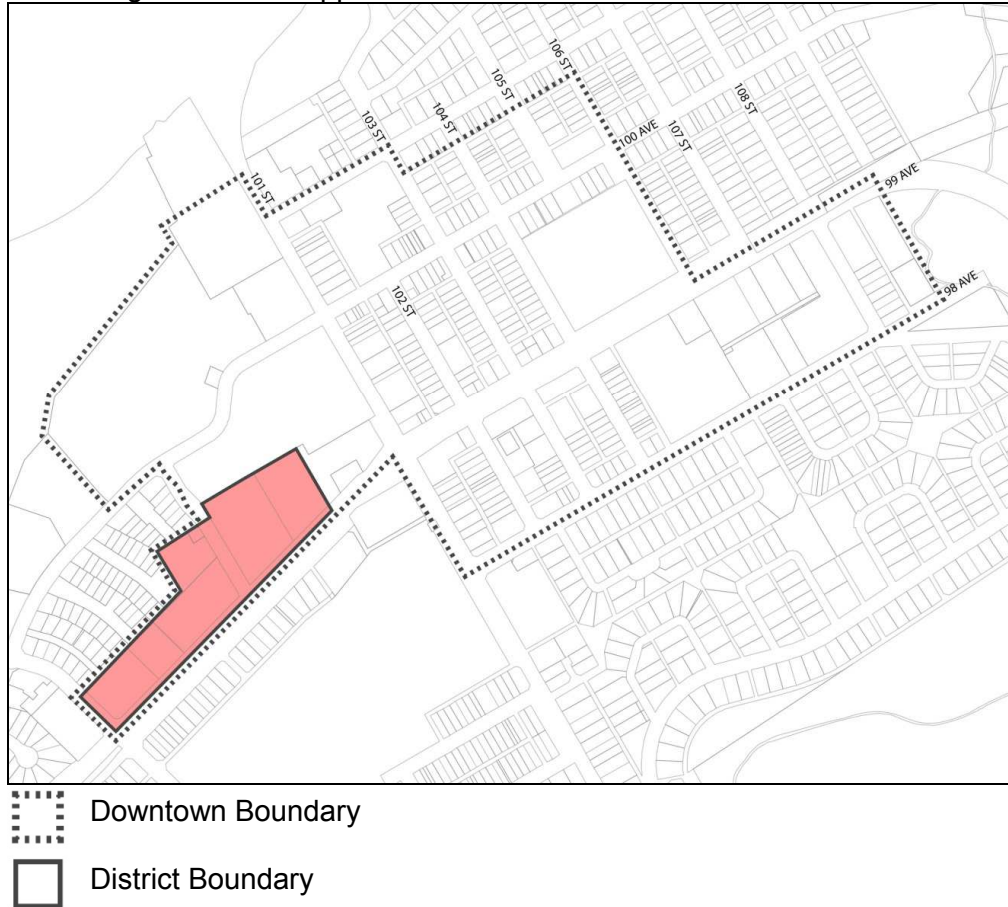 106 ST
105 ST
103 ST
104 ST
108 ST
100 AVE
107 ST
99 AVE
101 ST
98 AVE
102 ST
Downtown Boundary
District Boundary